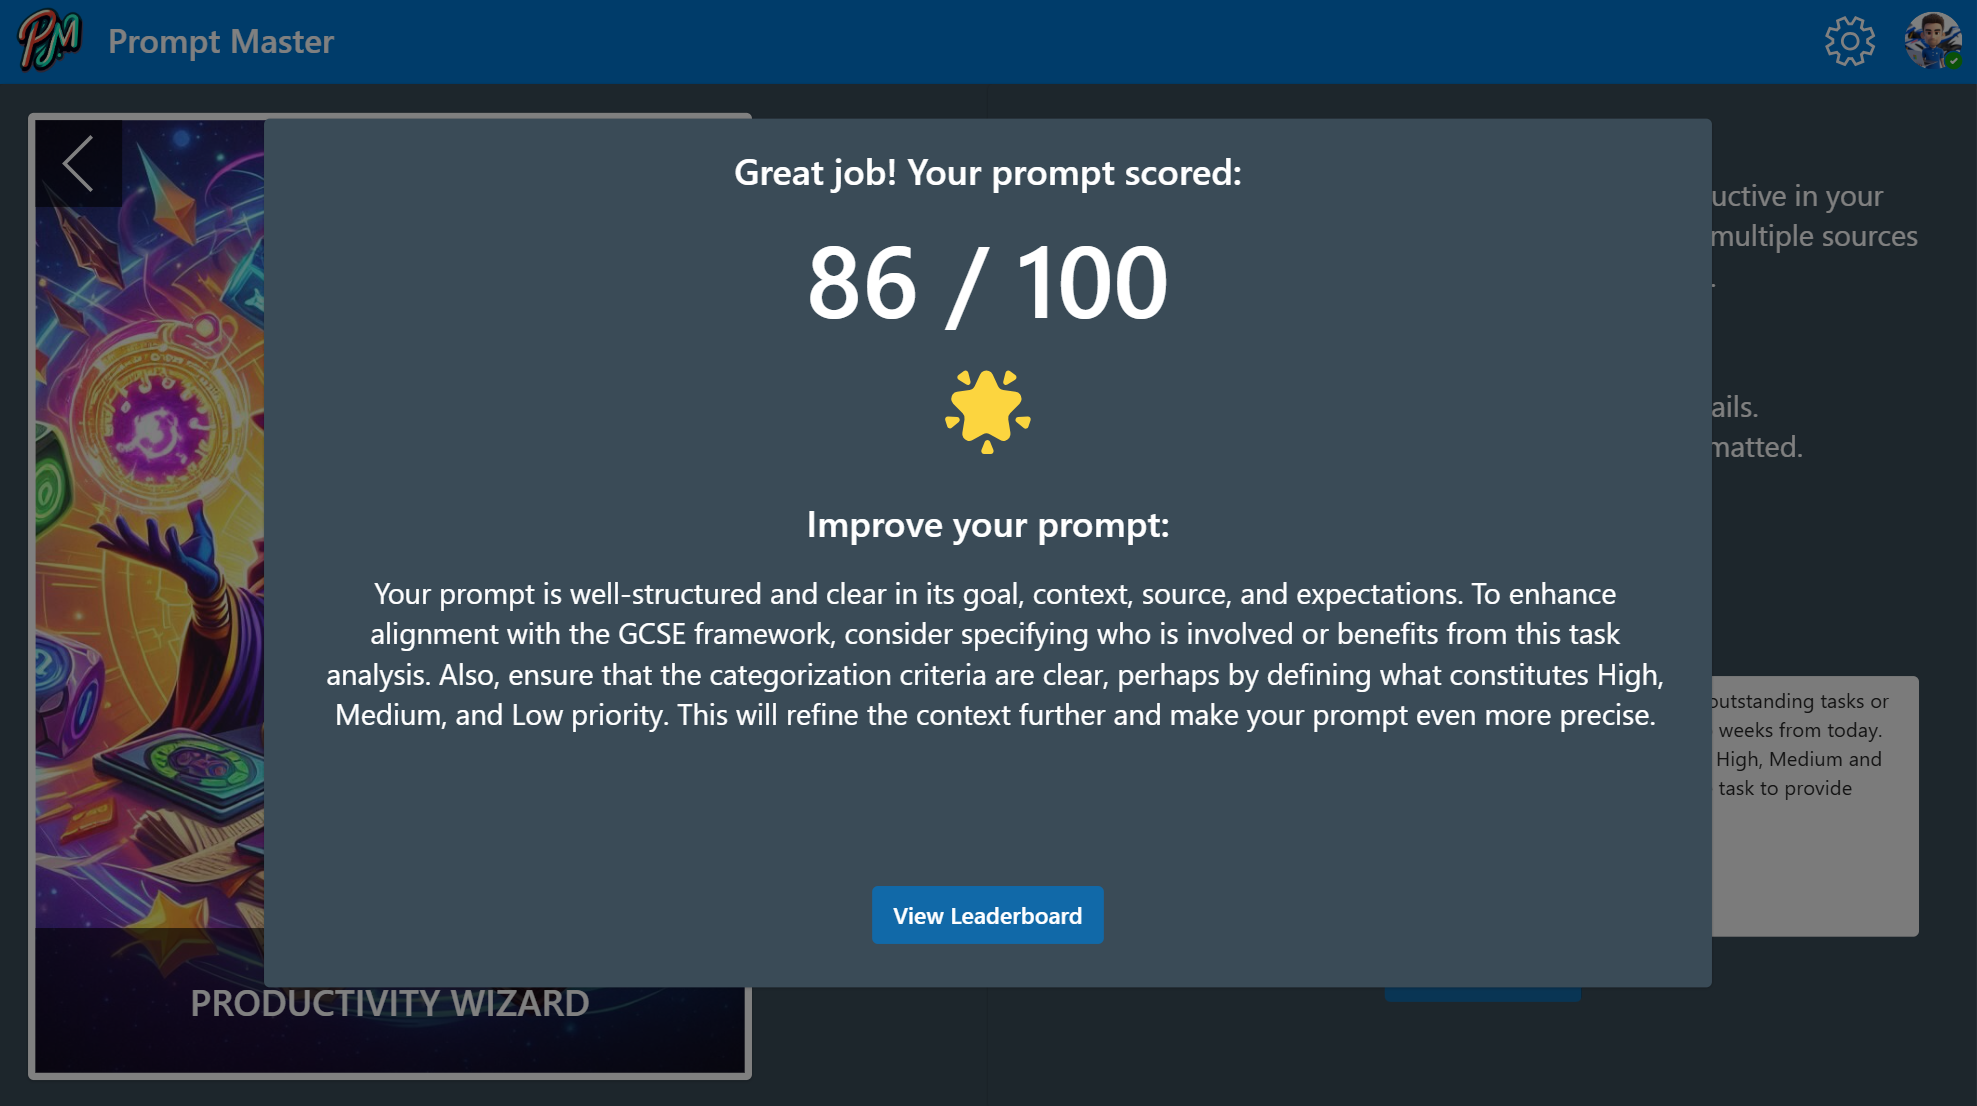 PM
Prompt Master
Great job! Your prompt scored:
86 / 100
Improve your prompt:
Your prompt is well-structured and clear in its goal, context, source, and expectations. To enhance
alignment with the GCSE framework, consider specifying who is involved or benefits from this task
analysis. Also, ensure that the categorization criteria are clear, perhaps by defining what constitutes High,
Medium, and Low priority. This will refine the context further and make your prompt even more precise.
View Leaderboard
PRODUCTIVITY WIZARD
uctive in your
multiple sources
.
ails.
matted.
outstanding tasks or
weeks from today.
High, Medium and
task to provide